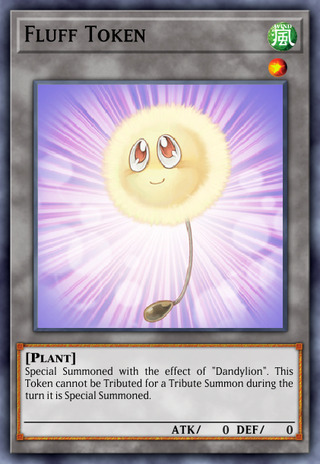 Fluff Token
WIND
風
[Plant]
Special Summoned with the effect of "Dandylion". This
Token cannot be Tributed for a Tribute Summon during the
turn it is Special Summoned.
ATK/ 0 DEF/ 0